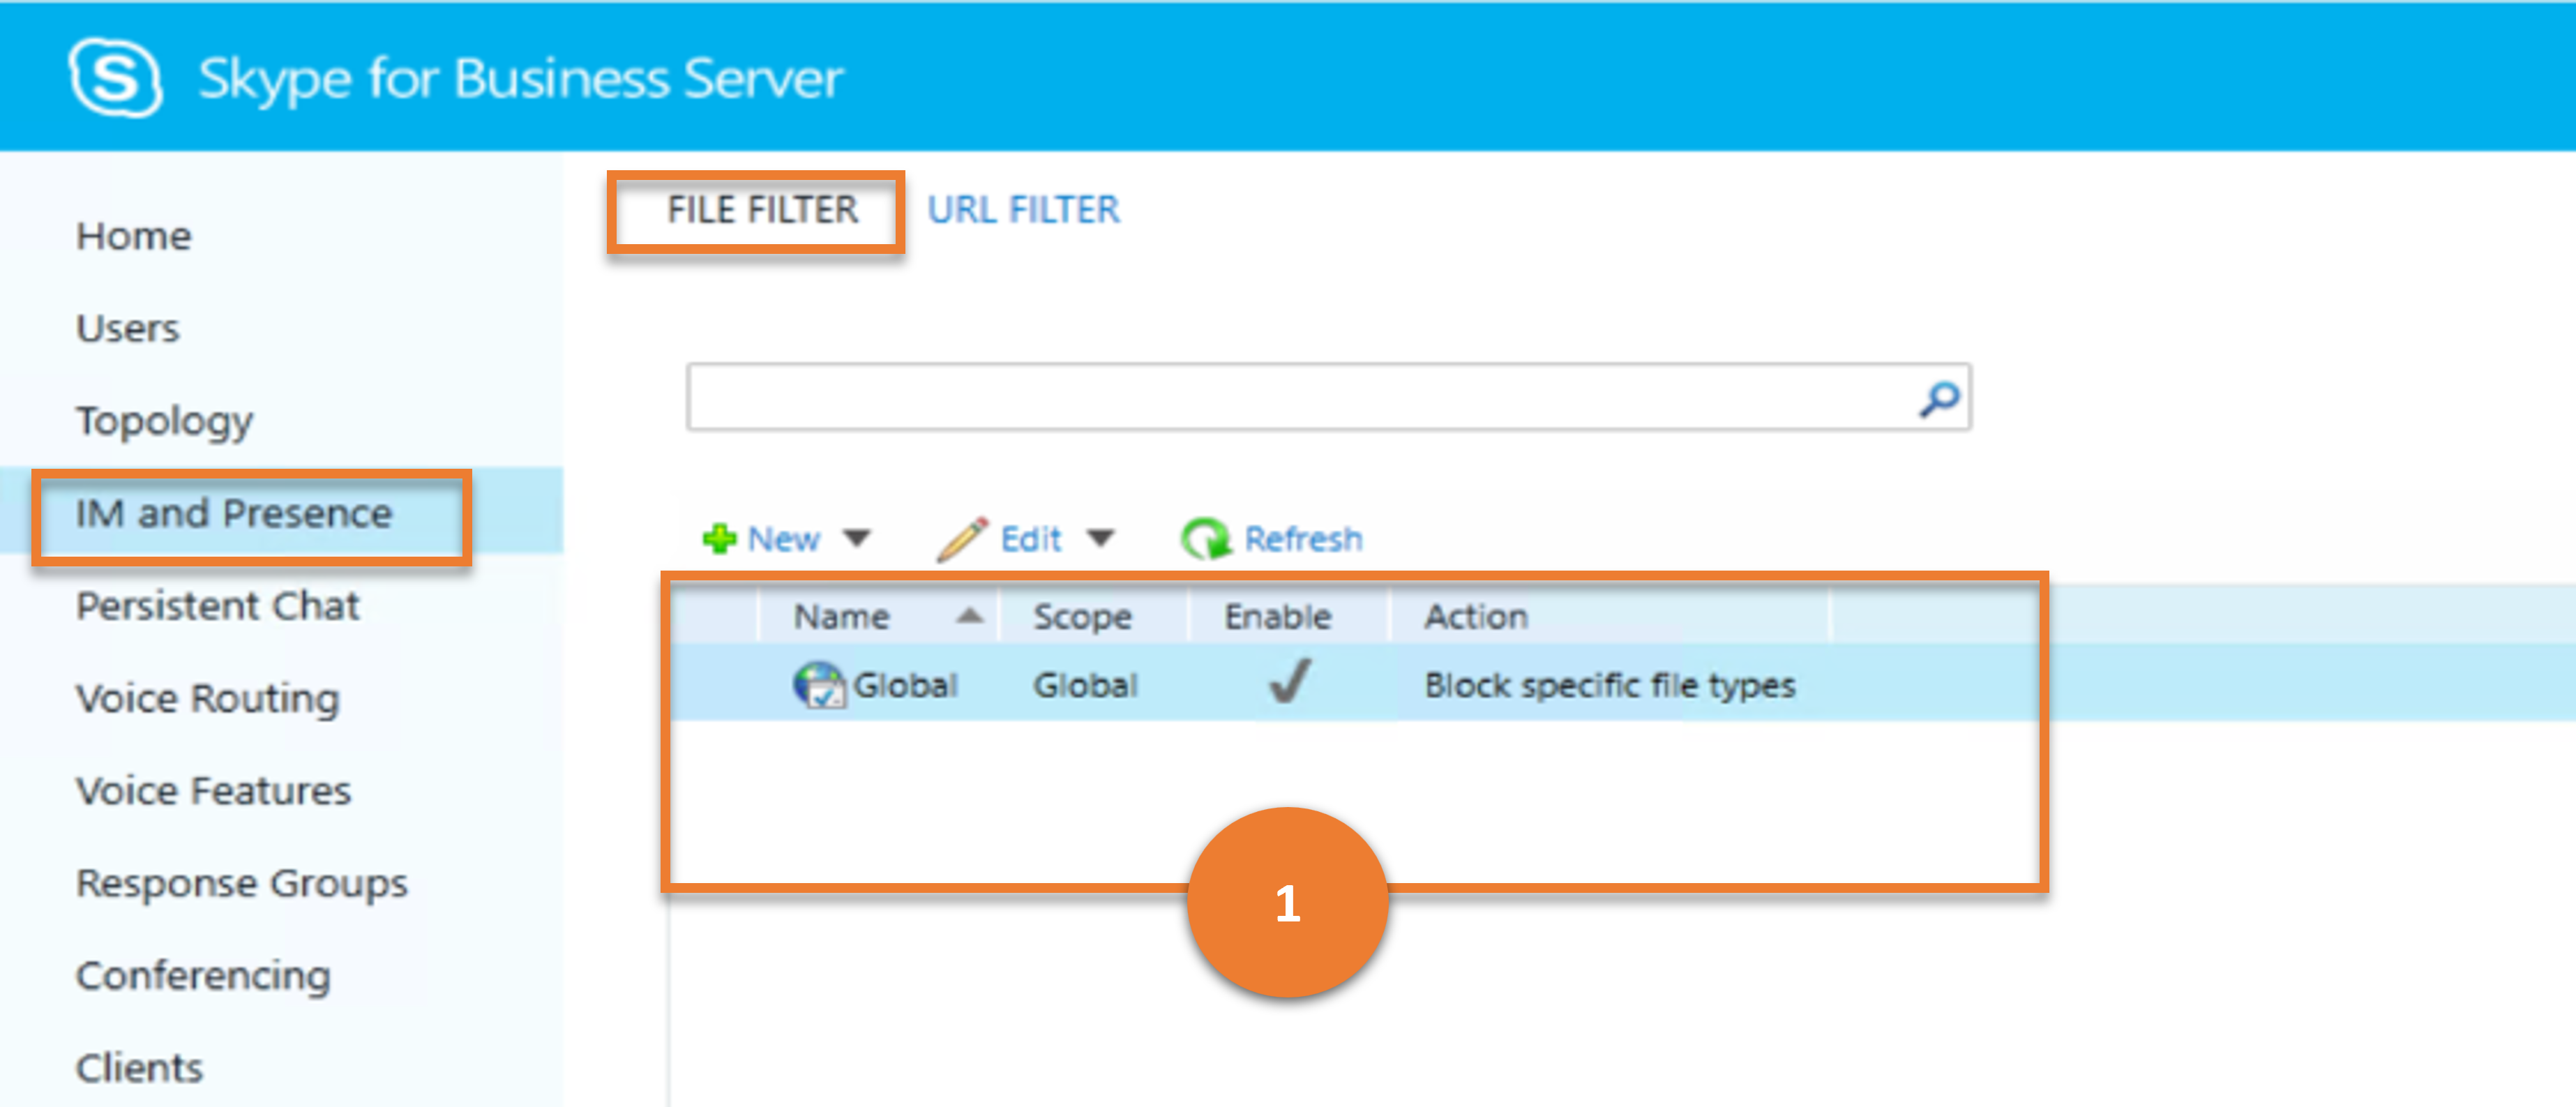 Skype for Business Server
Home
Users
Topology
IM and Presence
Persistent Chat
Voice Routing
Voice Features
Response Groups
Conferencing
Clients
FILE FILTER URL FILTER
New Edit Refresh
Name Scope Enable Action
Global Global Block specific file types
1